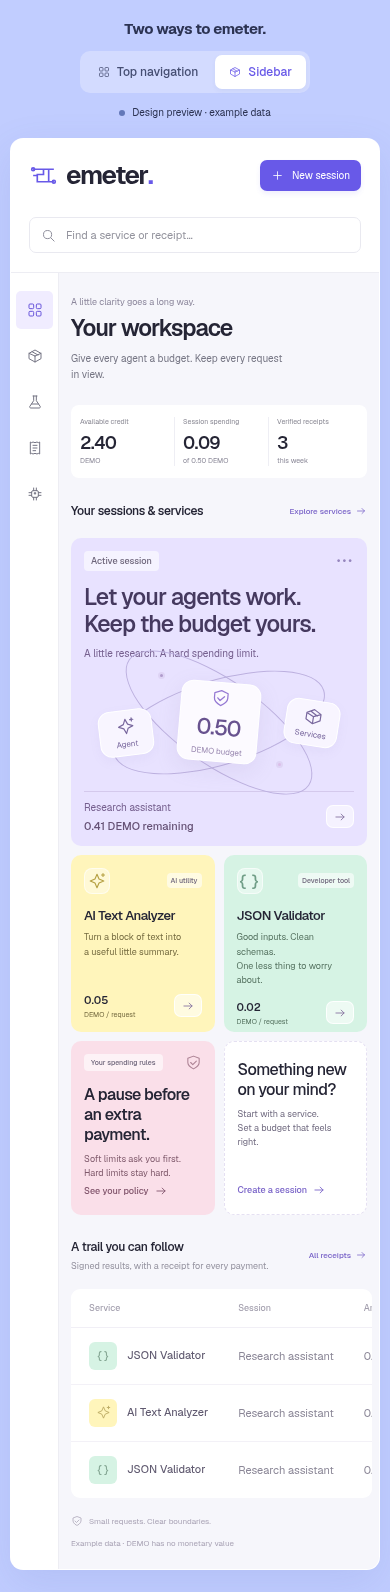 Two ways to emeter.
Top navigation
Sidebar
Design preview · example data
emeter.
New session
Find a service or receipt...
A little clarity goes a long way.
Your workspace
Give every agent a budget. Keep every request
in view.
Available credit
2.40
DEMO
Session spending
0.09
of 0.50 DEMO
Verified receipts
3
this week
Your sessions & services
Explore services
Active session
Let your agents work.
Keep the budget yours.
A little research. A hard spending limit.
Agent
0.50
DEMO budget
Services
Research assistant
0.41 DEMO remaining
AI utility
AI Text Analyzer
Turn a block of text into
a useful little summary.
0.05
DEMO / request
{ }
Developer tool
JSON Validator
Good inputs. Clean
schemas.
One less thing to worry
about.
0.02
DEMO / request
Your spending rules
A pause before
an extra
payment.
Soft limits ask you first.
Hard limits stay hard.
See your policy
Something new
on your mind?
Start with a service.
Set a budget that feels
right.
Create a session
A trail you can follow
Signed results, with a receipt for every payment.
All receipts
Service
Session
{ }
JSON Validator
Research assistant
0.
AI Text Analyzer
Research assistant
0.
{ }
JSON Validator
Research assistant
0.
Small requests. Clear boundaries.
Example data · DEMO has no monetary value